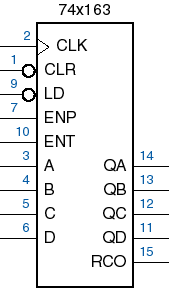 74x163
2 CLK
1 CLR
9 LD
7 ENP
10 ENT
3 A QA 14
4 B QB 13
5 C QC 12
6 D QD 11
RCO 15